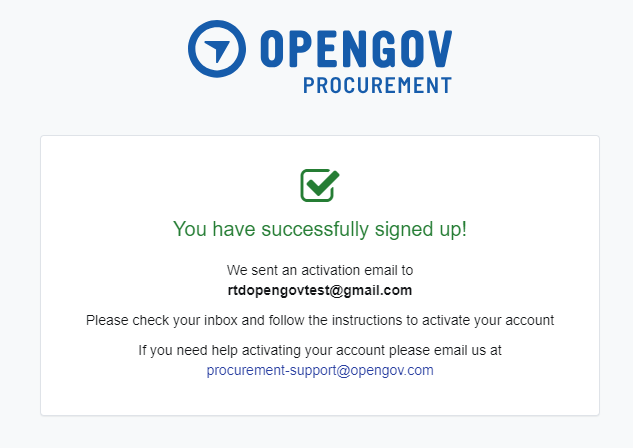 OPENGOV
PROCUREMENT
You have successfully signed up!
We sent an activation email to
rtdopengovtest@gmail.com
Please check your inbox and follow the instructions to activate your account
If you need help activating your account please email us at
procurement-support@opengov.com